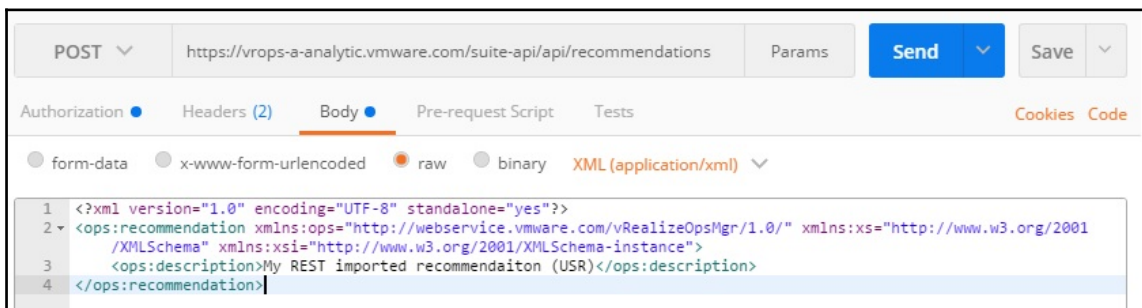 POST https://vrops-a-analytic.vmware.com/suite-api/api/recommendations Params Send Save
Authorization Headers (2) Body Pre-request Script Tests Cookies Code
form-data x-www-form-urlencoded raw binary XML (application/xml)
1 <?xml version="1.0" encoding="UTF-8" standalone="yes"?>
2 <ops:recommendation xmlns:ops="http://webservice.vmware.com/vRealizeOpsMgr/1.0/" xmlns:xs="http://www.w3.org/2001
/XMLSchema" xmlns:xsi="http://www.w3.org/2001/XMLSchema-instance">
3 <ops:description>My REST imported recommendaiton (USR)</ops:description>
4 </ops:recommendation>